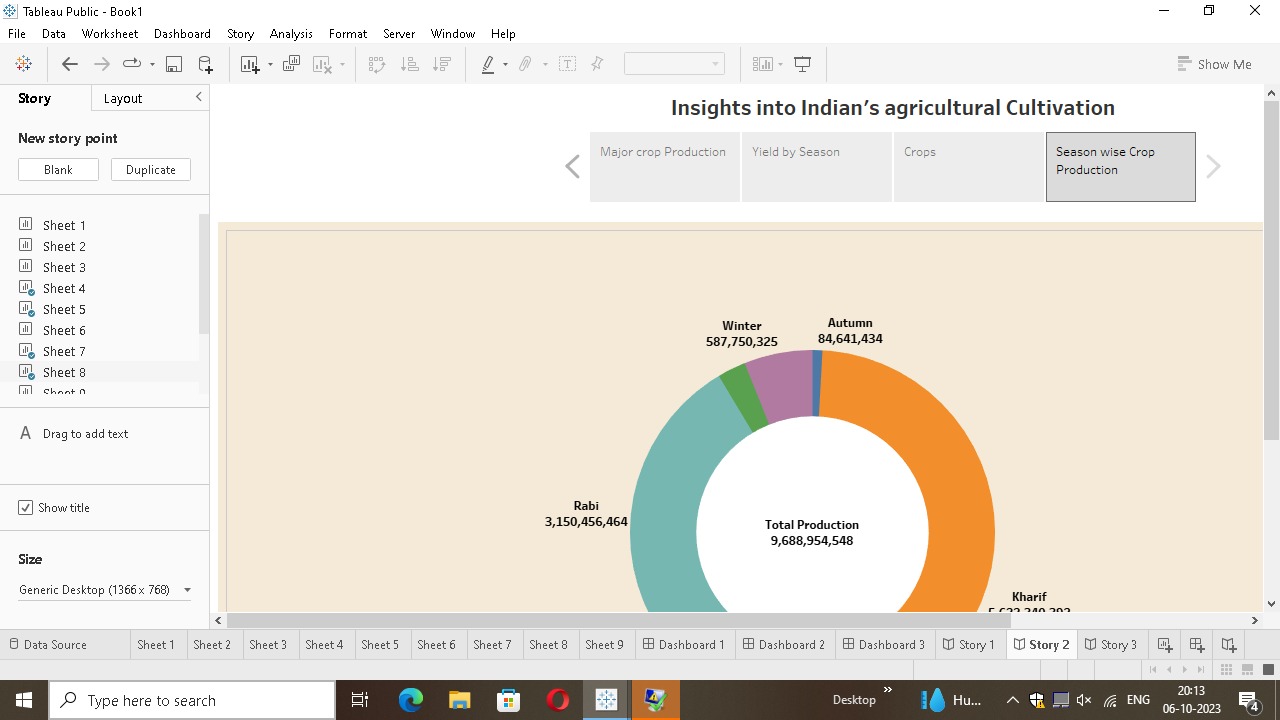 Tableau Public - Book1
File Data Worksheet Dashboard Story Analysis Format Server Window Help
Show Me
Story Layout
New story point
Blank Duplicate
Sheet 1
Sheet 2
Sheet 3
Sheet 4
Sheet 5
Sheet 6
Sheet 7
Sheet 8
A Drag to add text
Show title
Size
Generic Desktop (1366 x 768)
Insights into Indian's agricultural Cultivation
Major crop Production
Yield by Season
Crops
Season wise Crop
Production
Winter
587,750,325
Autumn
84,641,434
Rabi
3,150,456,464
Total Production
9,688,954,548
Kharif
Data Source Sheet 1 Sheet 2 Sheet 3 Sheet 4 Sheet 5 Sheet 6 Sheet 7 Sheet 8 Sheet 9 Dashboard 1 Dashboard 2 Dashboard 3 Story 1 Story 2 Story 3
Type here to search
Desktop
Hu...
ENG
20:13
06-10-2023
4